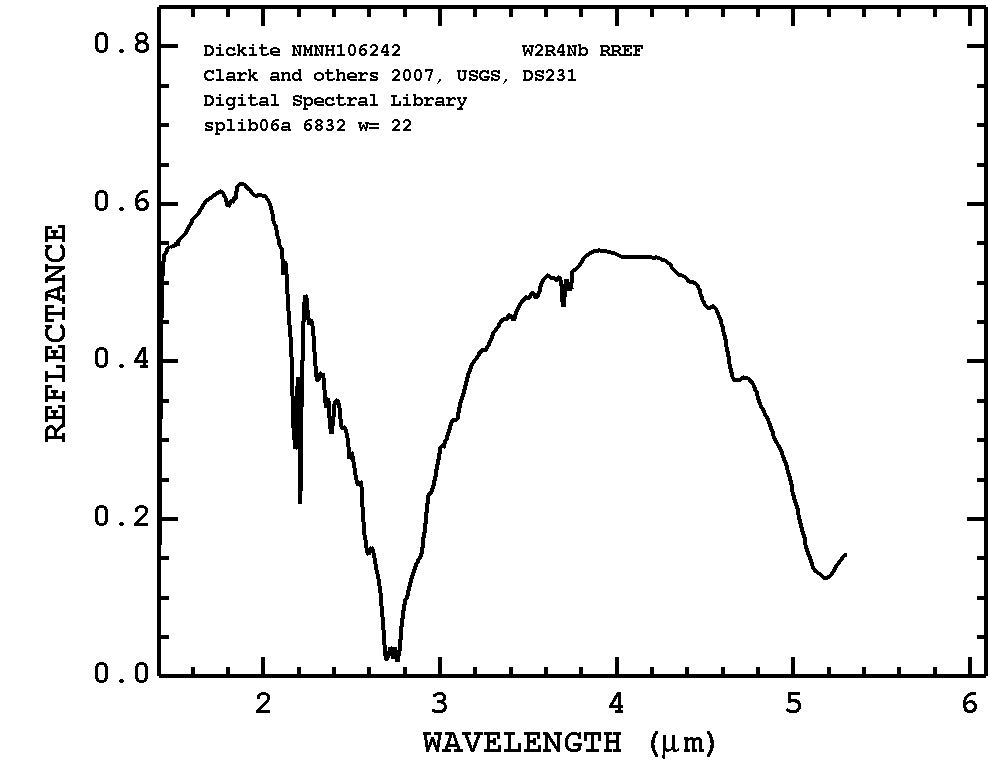 Dickite NMNH106242 W2R4Nb RREF
Clark and others 2007, USGS, DS231
Digital Spectral Library
splib06a 6832 w= 22
0.8
0.6
0.4
0.2
0.0
REFLECTANCE
2 3 4 5 6
WAVELENGTH (μm)